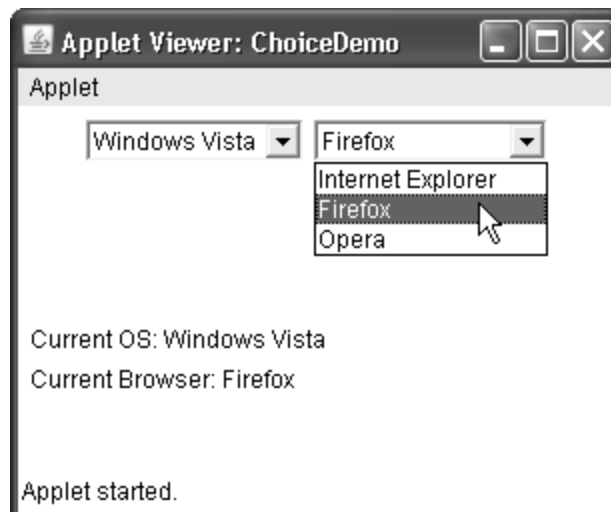 Applet Viewer: ChoiceDemo
Applet
Windows Vista Firefox
Internet Explorer
Firefox
Opera
Current OS: Windows Vista
Current Browser: Firefox
Applet started.